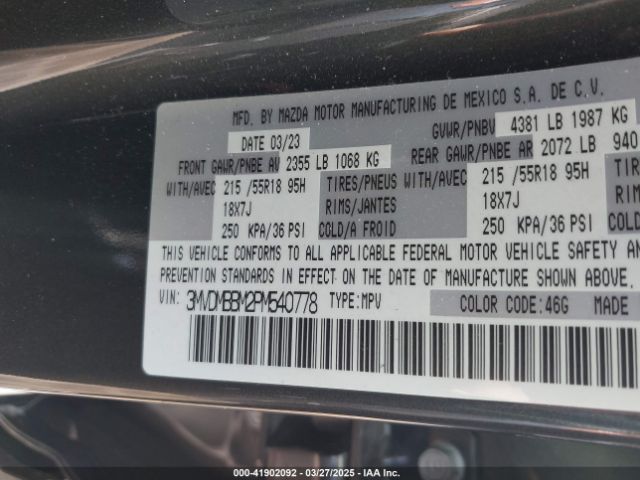 MFD. BY MAZDA MOTOR MANUFACTURING DE MEXICO S.A. DE C.V.
DATE 03/23 GVWR/PNBV 4381 LB 1987 KG
FRONT GAWR/PNBE AV 2355 LB 1068 KG REAR GAWR/PNBE AR 2072 LB 940
WITH/AVEC 215 /55R18 95H TIRES/PNEUS WITH/AVEC 215 /55R18 95H TIRES/
18X7J RIMS/JANTES 18X7J RIMS/
250 KPA/36 PSI COLD/A FROID 250 KPA/36 PSI COLD/
THIS VEHICLE CONFORMS TO ALL APPLICABLE FEDERAL MOTOR VEHICLE SAFETY AN
PREVENTION STANDARDS IN EFFECT ON THE DATE OF MANUFACTURE SHOWN ABOVE.
VIN: 3MVDMBBM2PM540778 TYPE:MPV COLOR CODE:46G MADE
000-41902092 — 03/27/2025 — IAA Inc.